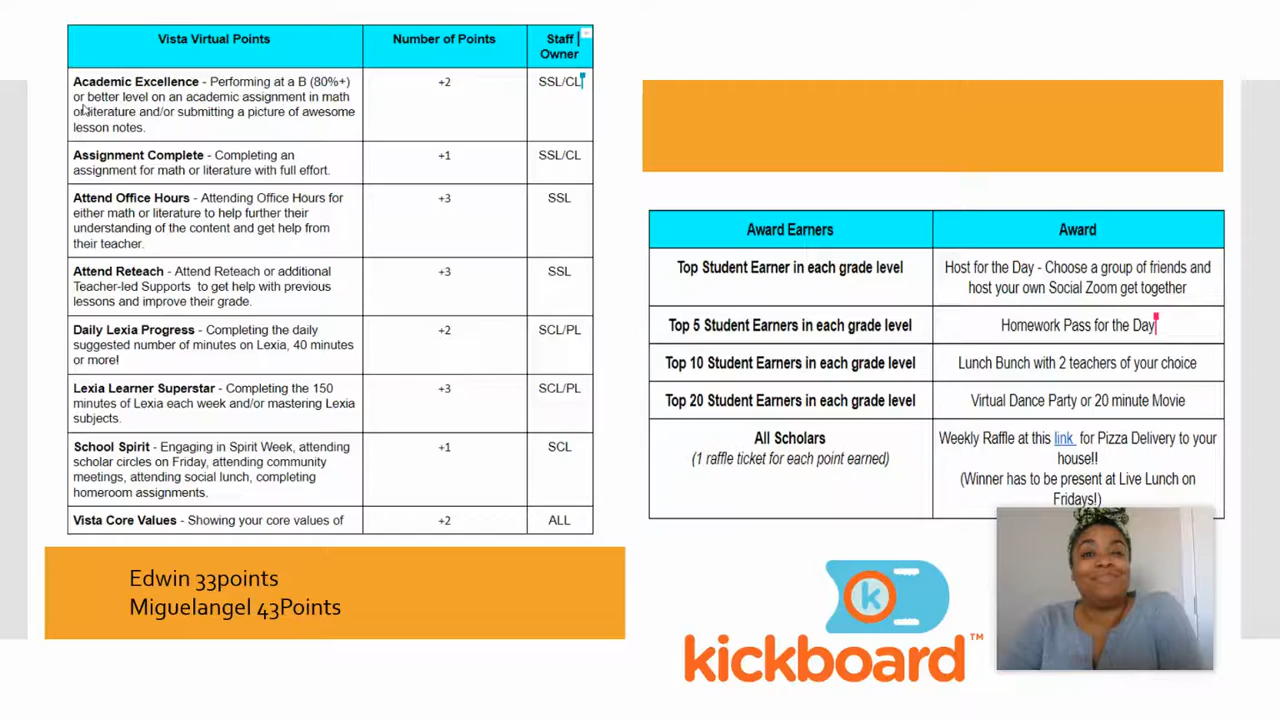 Vista Virtual Points Number of Points Staff Owner
Academic Excellence - Performing at a B (80%+)
or better level on an academic assignment in math
or literature and/or submitting a picture of awesome
lesson notes.
+2 SSL/CL
Assignment Complete - Completing an
assignment for math or literature with full effort.
+1 SSL/CL
Attend Office Hours - Attending Office Hours for
either math or literature to help further their
understanding of the content and get help from
their teacher.
+3 SSL
Attend Reteach - Attend Reteach or additional
Teacher-led Supports to get help with previous
lessons and improve their grade.
+3 SSL
Daily Lexia Progress - Completing the daily
suggested number of minutes on Lexia, 40 minutes
or more!
+2 SCL/PL
Lexia Learner Superstar - Completing the 150
minutes of Lexia each week and/or mastering Lexia
subjects.
+3 SCL/PL
School Spirit - Engaging in Spirit Week, attending
scholar circles on Friday, attending community
meetings, attending social lunch, completing
homeroom assignments.
+1 SCL
Vista Core Values - Showing your core values of
+2 ALL
Edwin 33points
Miguelangel 43Points
Award Earners Award
Top Student Earner in each grade level
Host for the Day - Choose a group of friends and
host your own Social Zoom get together
Top 5 Student Earners in each grade level Homework Pass for the Day
Top 10 Student Earners in each grade level Lunch Bunch with 2 teachers of your choice
Top 20 Student Earners in each grade level Virtual Dance Party or 20 minute Movie
All Scholars
(1 raffle ticket for each point earned)
Weekly Raffle at this link for Pizza Delivery to your
house!!
(Winner has to be present at Live Lunch on
Fridays!)
k
kickboard™